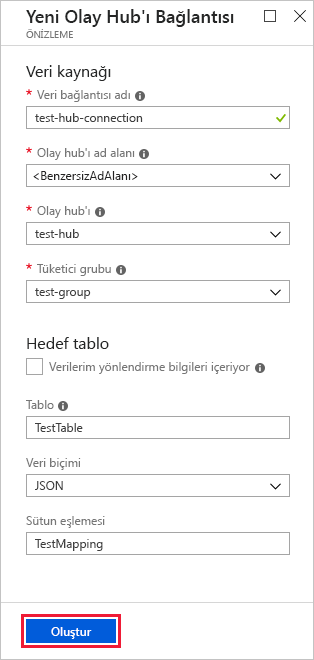 Yeni Olay Hub'ı Bağlantısı
ÖNİZLEME
Veri kaynağı
* Veri bağlantısı adı
test-hub-connection
* Olay hub'ı ad alanı
<BenzersizAdAlanı>
* Olay hub'ı
test-hub
* Tüketici grubu
test-group
Hedef tablo
Verilerim yönlendirme bilgileri içeriyor
Tablo
TestTable
Veri biçimi
JSON
Sütun eşlemesi
TestMapping
Oluştur